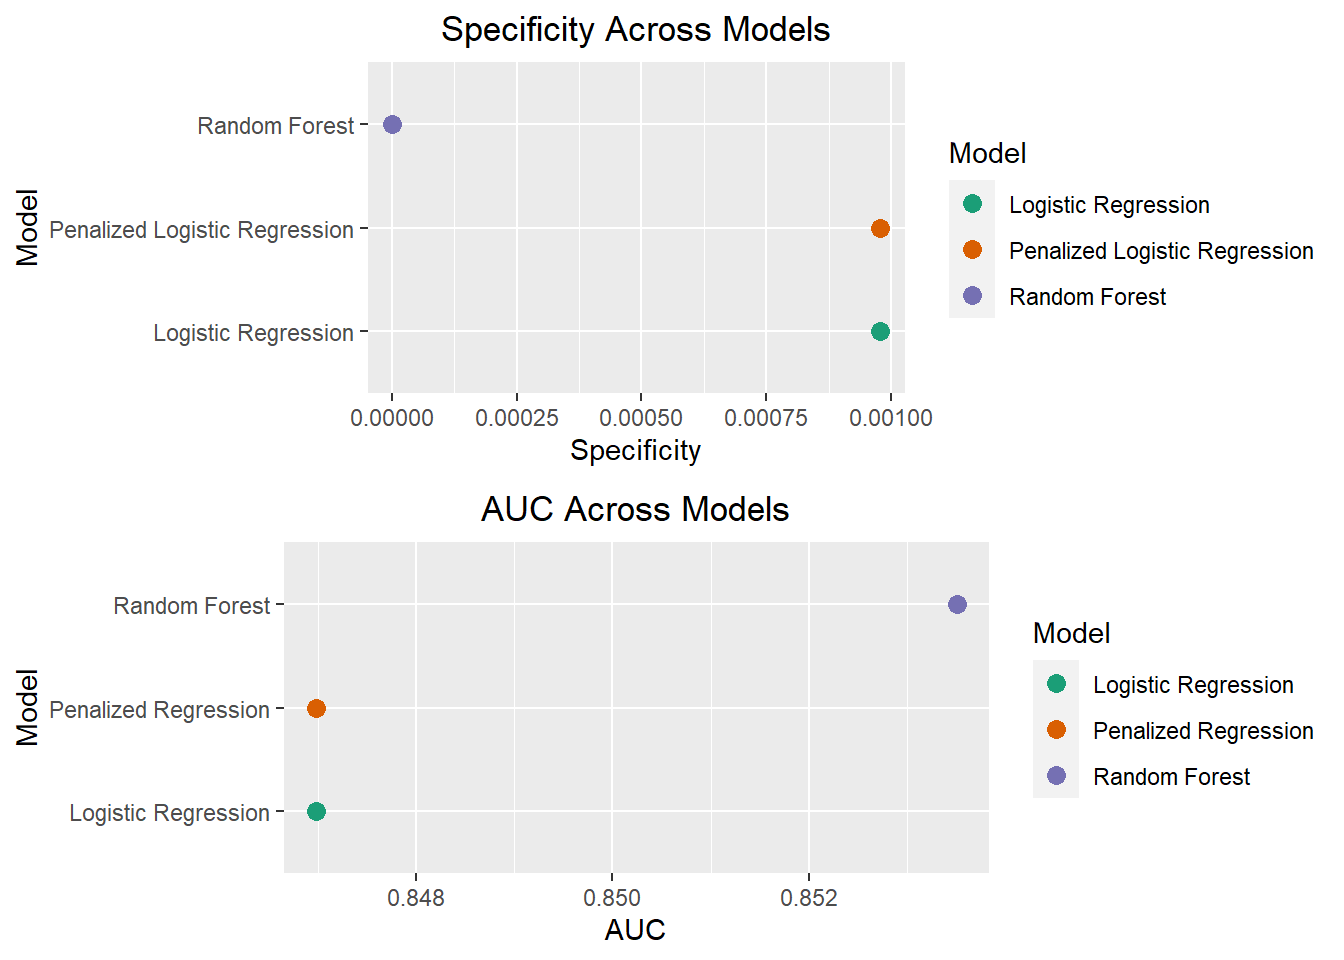 Specificity Across Models
Model
Random Forest
Penalized Logistic Regression
Logistic Regression
0.00000
0.00025
0.00050
0.00075
0.00100
Specificity
Model
Logistic Regression
Penalized Logistic Regression
Random Forest
AUC Across Models
Model
Random Forest
Penalized Regression
Logistic Regression
0.848
0.850
0.852
AUC
Model
Logistic Regression
Penalized Regression
Random Forest